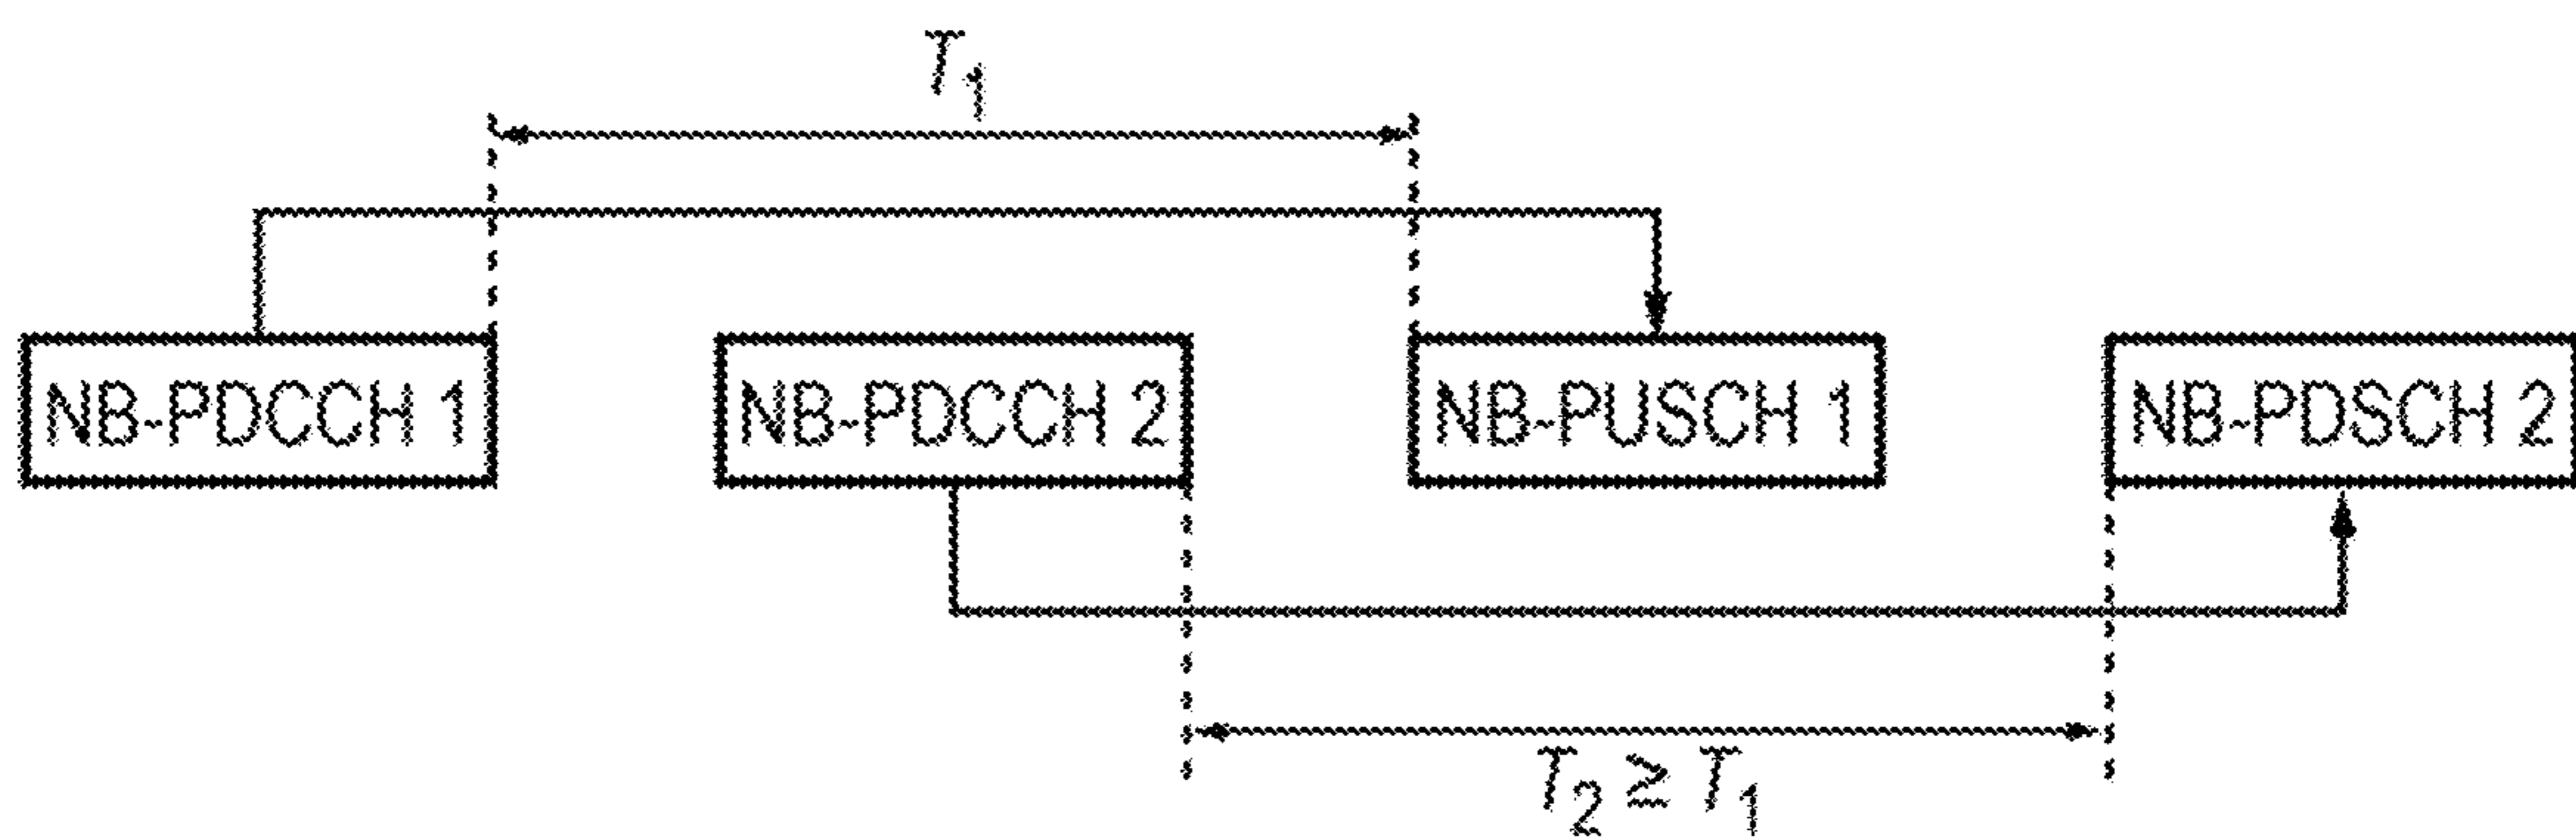 T₁
NB-PDCCH 1
NB-PDCCH 2
NB-PUSCH 1
NB-PDSCH 2
T₂ ≥ T₁